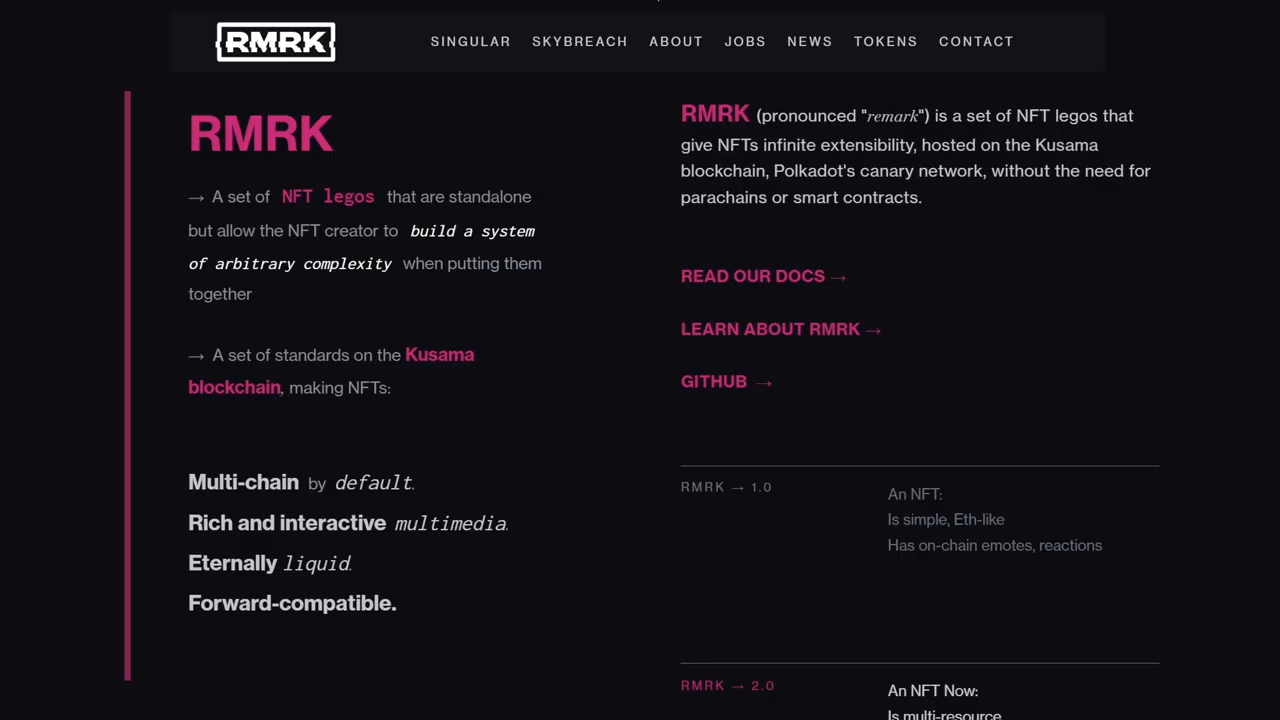 RMRK
SINGULAR SKYBREACH ABOUT JOBS NEWS TOKENS CONTACT
RMRK
→ A set of NFT legos that are standalone
but allow the NFT creator to build a system
of arbitrary complexity when putting them
together
→ A set of standards on the Kusama
blockchain, making NFTs:
Multi-chain by default.
Rich and interactive multimedia.
Eternally liquid.
Forward-compatible.
RMRK (pronounced "remark") is a set of NFT legos that
give NFTs infinite extensibility, hosted on the Kusama
blockchain, Polkadot's canary network, without the need for
parachains or smart contracts.
READ OUR DOCS →
LEARN ABOUT RMRK →
GITHUB →
RMRK → 1.0
An NFT:
Is simple, Eth-like
Has on-chain emotes, reactions
RMRK → 2.0
An NFT Now:
Is multi-resource